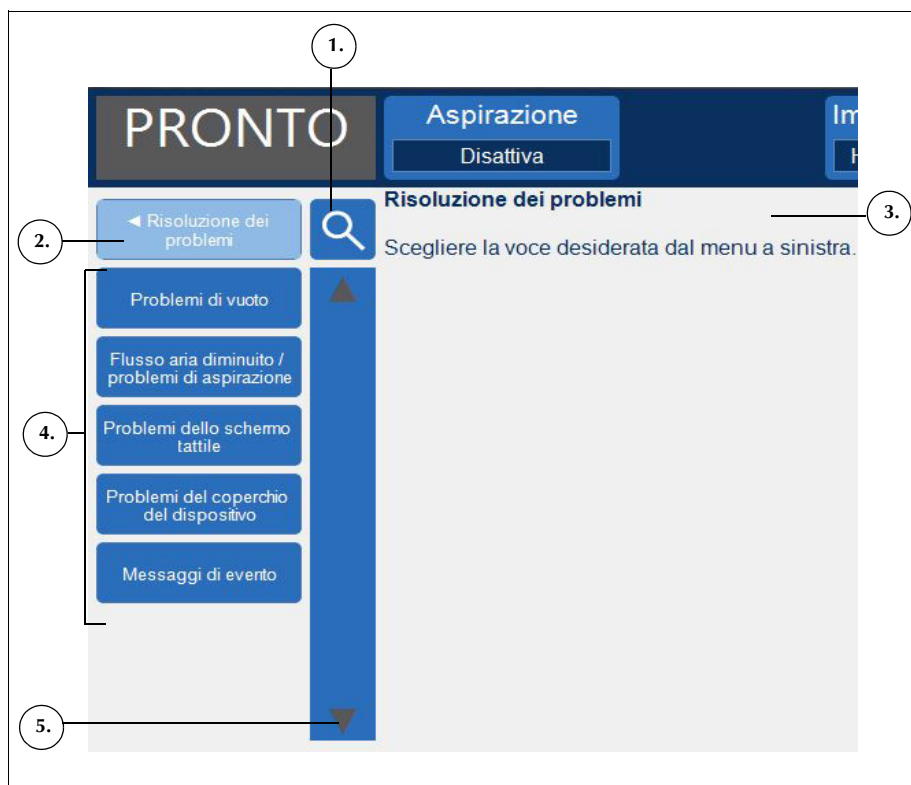 1.
PRONTO
Aspirazione
Disattiva
Im
H
2.
◄ Risoluzione dei
problemi
Risoluzione dei problemi
3.
Scegliere la voce desiderata dal menu a sinistra.
4.
Problemi di vuoto
Flusso aria diminuito /
problemi di aspirazione
Problemi dello schermo
tattile
Problemi del coperchio
del dispositivo
Messaggi di evento
5.